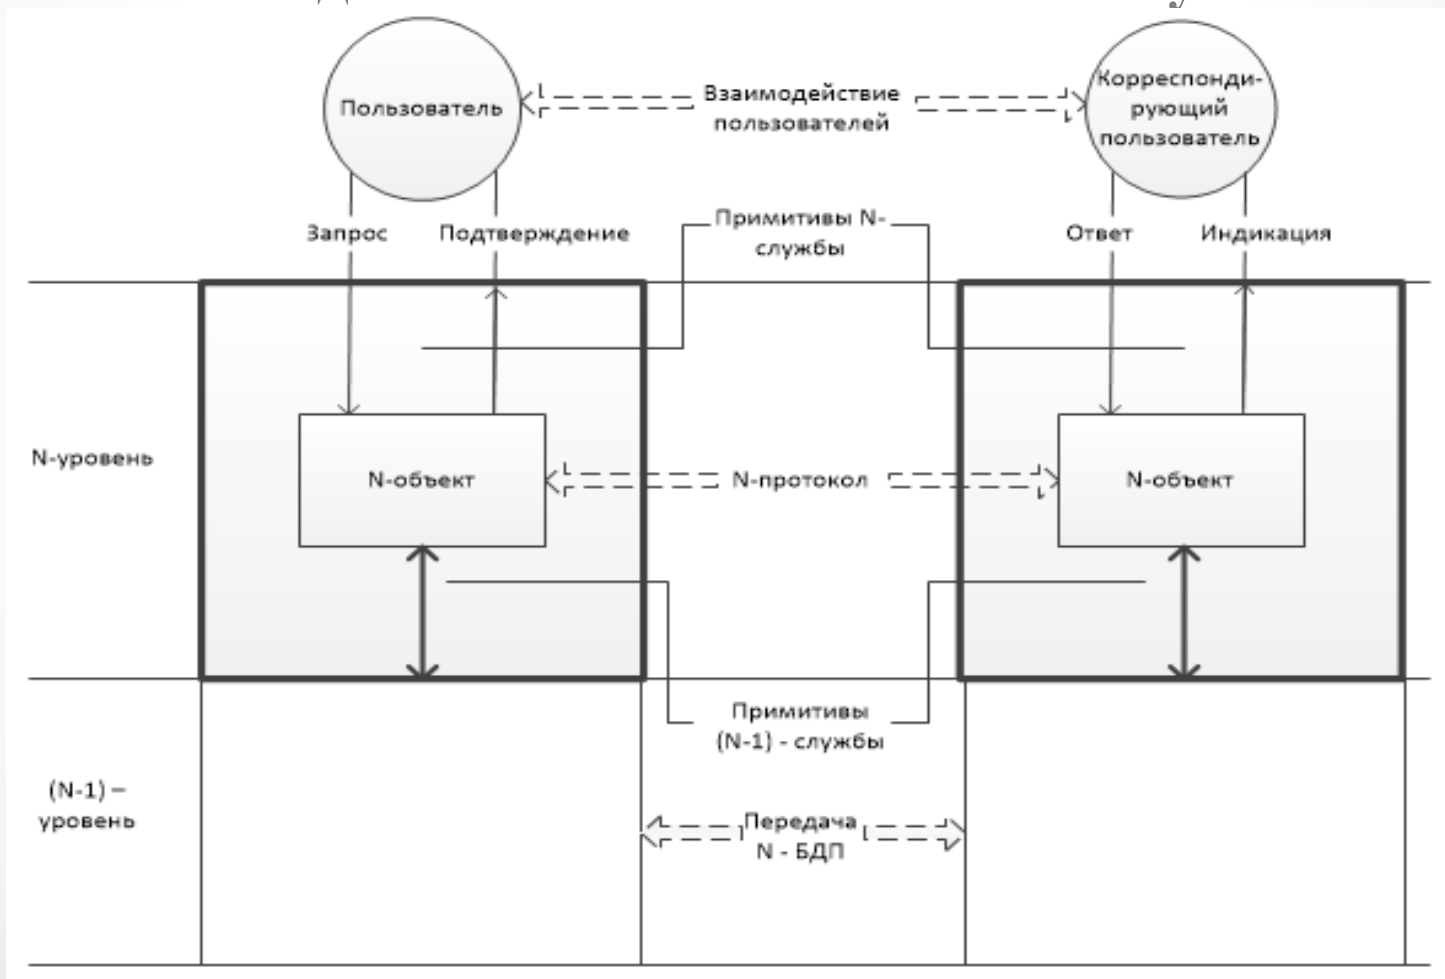 Пользователь
Взаимодействие
пользователей
Корреспонди-
рующий
пользователь
Запрос
Подтверждение
Примитивы N-
службы
Ответ
Индикация
N-уровень
N-объект
N-протокол
N-объект
Примитивы
(N-1) - службы
(N-1) –
уровень
Передача
N - БДП